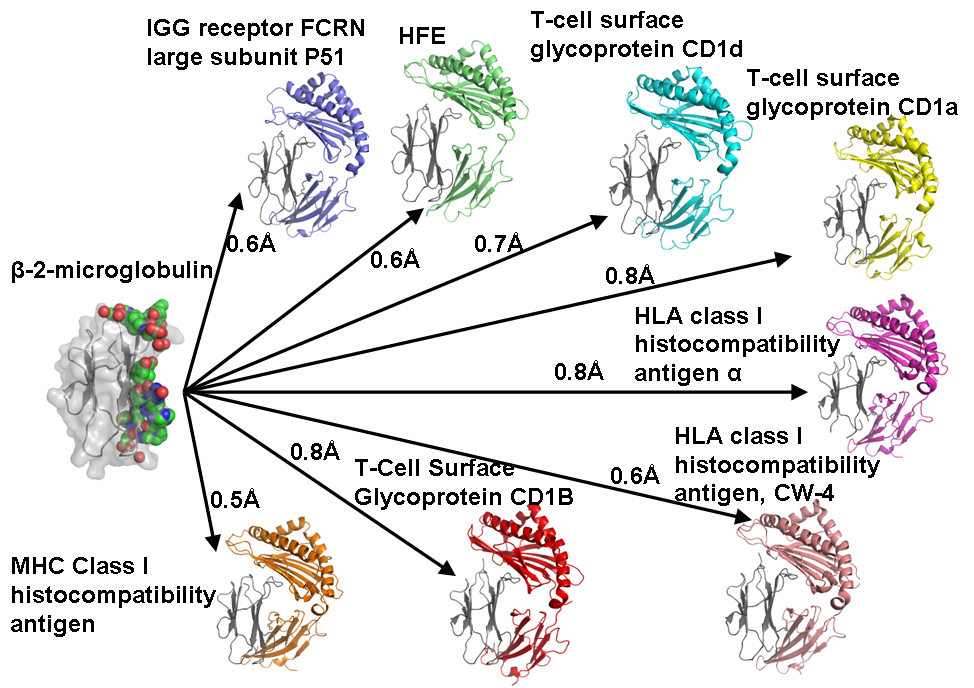 IGG receptor FCRN
large subunit P51
HFE
T-cell surface
glycoprotein CD1d
T-cell surface
glycoprotein CD1a
0.6Å
0.6Å
0.7Å
0.8Å
β-2-microglobulin
HLA class I
histocompatibility
antigen α
0.8Å
HLA class I
histocompatibility
antigen, CW-4
0.8Å
T-Cell Surface
Glycoprotein CD1B
0.6Å
0.5Å
MHC Class I
histocompatibility
antigen